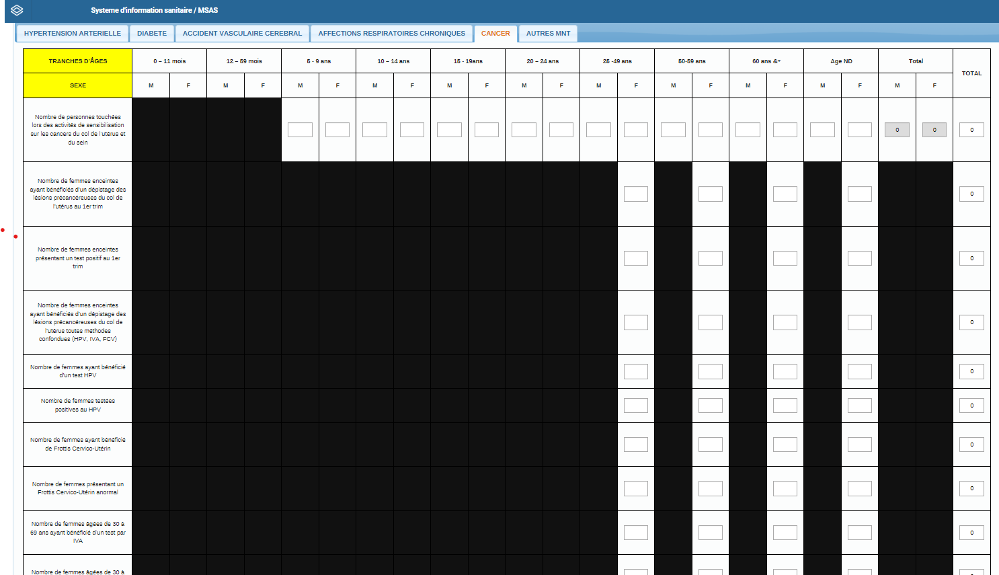 Systeme d'information sanitaire / MSAS
HYPERTENSION ARTERIELLE DIABETE ACCIDENT VASCULAIRE CEREBRAL AFFECTIONS RESPIRATOIRES CHRONIQUES CANCER AUTRES MNT
TRANCHES D'ÂGES 0 – 11 mois 12 – 59 mois 5 - 9 ans 10 – 14 ans 15 - 19ans 20 – 24 ans 25 -49 ans 50-59 ans 60 ans &+ Age ND Total TOTAL
SEXE M F M F M F M F M F M F M F M F M F M F M F
Nombre de personnes touchées
lors des activités de sensibilisation
sur les cancers du col de l'utérus et
du sein
0 0 0
Nombre de femmes enceintes
ayant bénéficiés d'un dépistage des
lésions précancéreuses du col de
l'utérus au 1er trim
0
Nombre de femmes enceintes
présentant un test positif au 1er
trim
0
Nombre de femmes enceintes
ayant bénéficiés d'un dépistage des
lésions précancéreuses du col de
l'utérus toutes méthodes
confondues (HPV, IVA, FCV)
0
Nombre de femmes ayant bénéficié
d'un test HPV
0
Nombre de femmes testées
positives au HPV
0
Nombre de femmes ayant bénéficié
de Frottis Cervico-Utérin
0
Nombre de femmes présentant un
Frottis Cervico-Utérin anormal
0
Nombre de femmes âgées de 30 à
69 ans ayant bénéficié d'un test par
IVA
0
Nombre de femmes âgées de 30 à